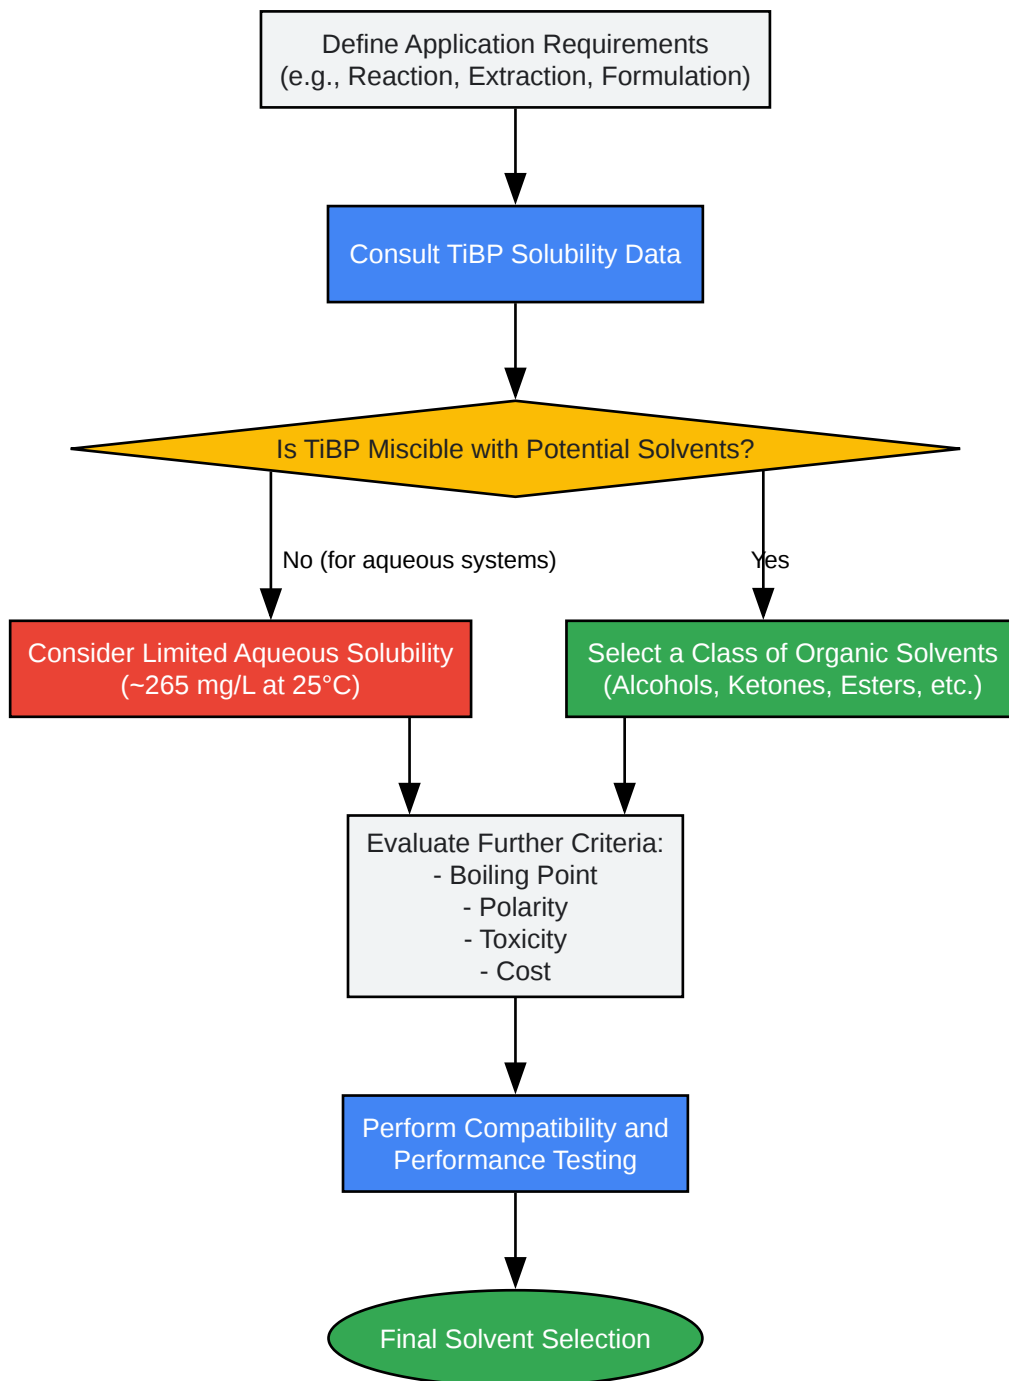 Define Application Requirements
(e.g., Reaction, Extraction, Formulation)
Consult TiBP Solubility Data
Is TiBP Miscible with Potential Solvents?
No (for aqueous systems)
Yes
Consider Limited Aqueous Solubility
(~265 mg/L at 25°C)
Select a Class of Organic Solvents
(Alcohols, Ketones, Esters, etc.)
Evaluate Further Criteria:
- Boiling Point
- Polarity
- Toxicity
- Cost
Perform Compatibility and
Performance Testing
Final Solvent Selection